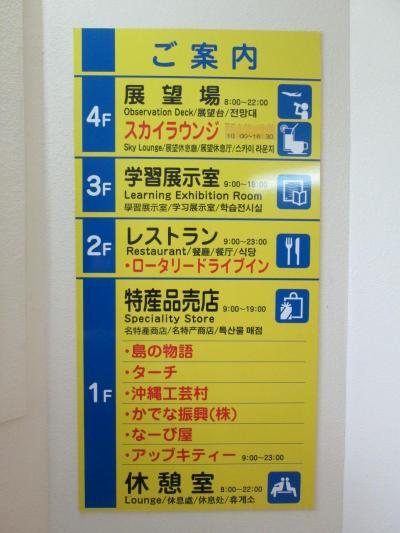 ご案内
4F
展望場 8:00~22:00
Observation Deck/展望台/전망대
スカイラウンジ
10:00~16:30
Sky Lounge/展望休息廳/展望休息厅/스카이 라운지
3F
学習展示室 9:00~18:00
Learning Exhibition Room
學習展示室/学习展示室/학습전시실
2F
レストラン 9:00~23:00
Restaurant/餐廳/餐厅/식당
・ロータリードライブイン
1F
特産品売店 9:00~19:00
Speciality Store
名特產商店/名特产商店/특산물 매점
・島の物語
・ターチ
・沖縄工芸村
・かでな振興(株)
・なーび屋
・アップキティー 9:00~23:00
休憩室 8:00~22:00
Lounge/休息處/休息处/휴게소